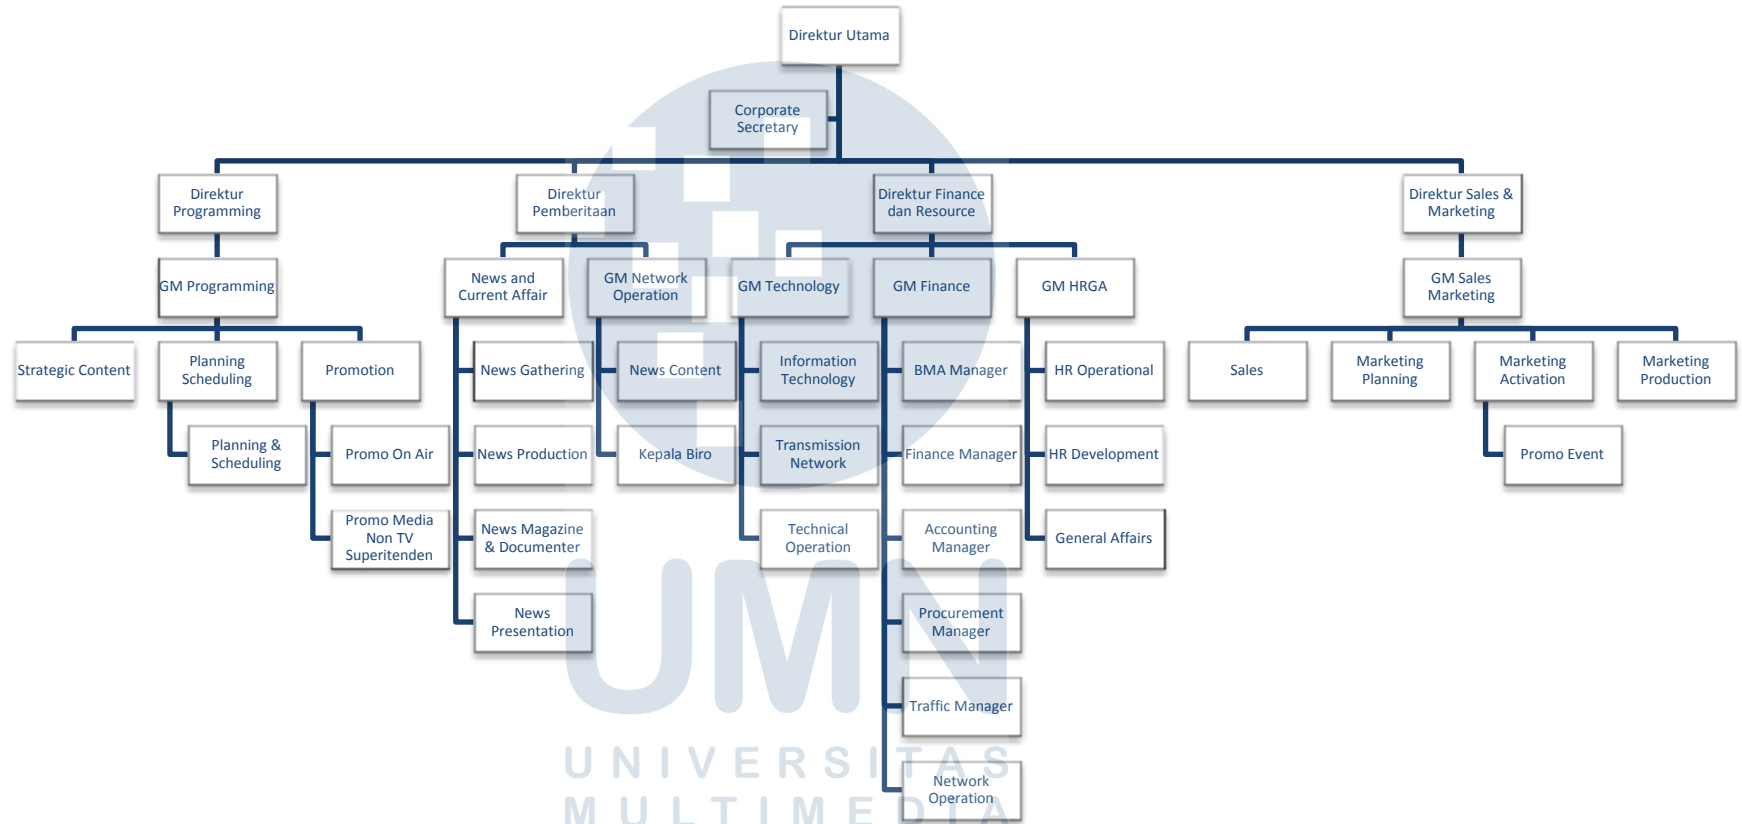 Direktur Utama
Corporate
Secretary
Direktur
Programming
Direktur
Pemberitaan
Direktur Finance
dan Resource
Direktur Sales &
Marketing
GM Programming
News and
Current Affair
GM Network
Operation
GM Technology
GM Finance
GM HRGA
GM Sales
Marketing
Strategic Content
Planning
Scheduling
Promotion
News Gathering
News Content
Information
Technology
BMA Manager
HR Operational
Sales
Marketing
Planning
Marketing
Activation
Marketing
Production
Planning &
Scheduling
Promo On Air
News Production
Kepala Biro
Transmission
Network
Finance Manager
HR Development
Promo Event
Promo Media
Non TV
Superitenden
News Magazine
& Documenter
Technical
Operation
Accounting
Manager
General Affairs
News
Presentation
Procurement
Manager
Traffic Manager
Network
Operation
UMN
UNIVERSITAS
MULTIMEDIA